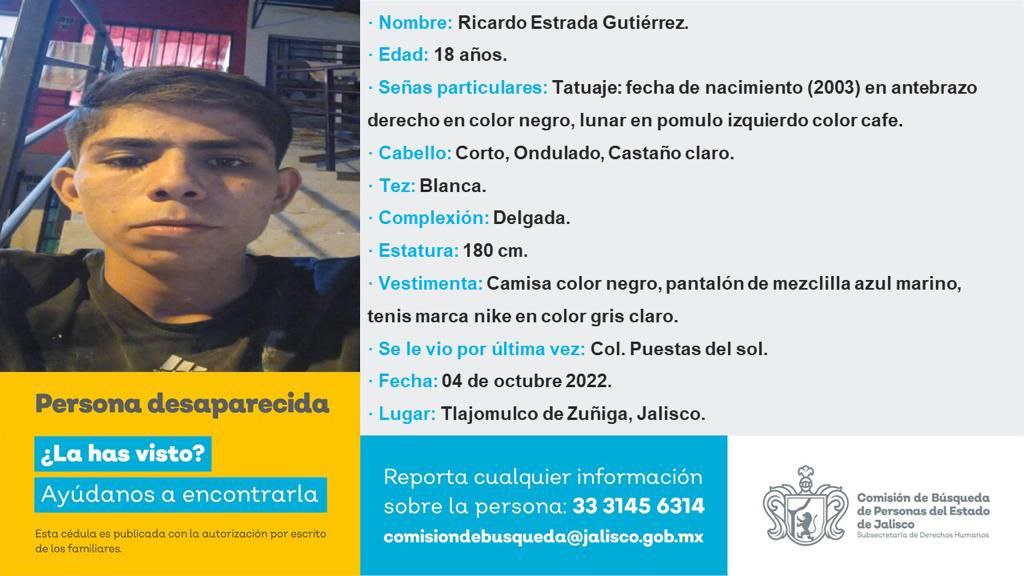 · Nombre: Ricardo Estrada Gutiérrez.
· Edad: 18 años.
· Señas particulares: Tatuaje: fecha de nacimiento (2003) en antebrazo
derecho en color negro, lunar en pomulo izquierdo color cafe.
· Cabello: Corto, Ondulado, Castaño claro.
· Tez: Blanca.
· Complexión: Delgada.
· Estatura: 180 cm.
· Vestimenta: Camisa color negro, pantalón de mezclilla azul marino,
tenis marca nike en color gris claro.
· Se le vio por última vez: Col. Puestas del sol.
· Fecha: 04 de octubre 2022.
· Lugar: Tlajomulco de Zuñiga, Jalisco.
Persona desaparecida
¿La has visto?
Ayúdanos a encontrarla
Esta cédula es publicada con la autorización por escrito
de los familiares.
Reporta cualquier información
sobre la persona: 33 3145 6314
comisiondebusqueda@jalisco.gob.mx
Comisión de Búsqueda
de Personas del Estado
de Jalisco
Subsecretaría de Derechos Humanos